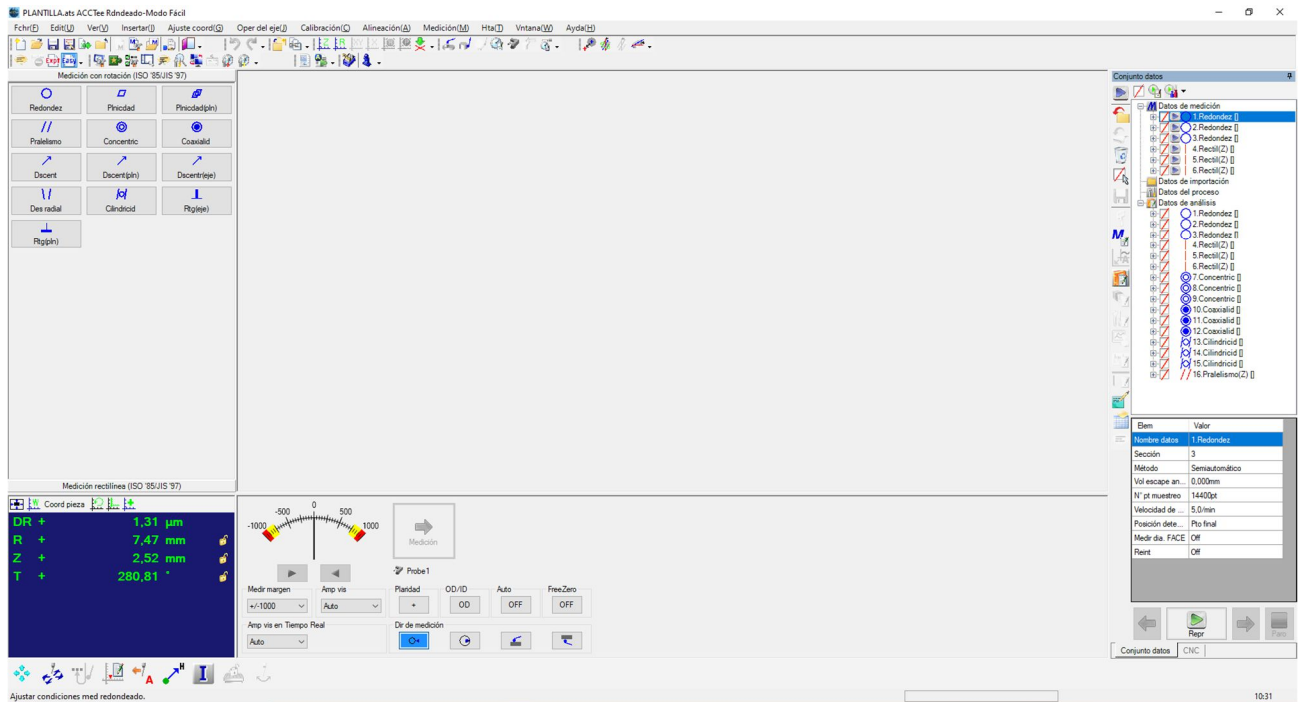 PLANTILLA.ats ACCTee Rdndeado-Modo Fácil
Fchr(F) Edit(U) Ver(V) Insertar(I) Ajuste coord(G) Oper del eje(J) Calibración(C) Alineación(A) Medición(M) Hta(T) Vntana(W) Ayda(H)
Expt Easy
Medición con rotación (ISO '85/JIS '97)
Redondez Plnicdad Plnicdad(pln)
Pralelismo Concentric Coaxialid
Dscent Dscent(pln) Dscentr(eje)
Des radial Cilindricid Rtg(eje)
Rtg(pln)
Medición rectilínea (ISO '85/JIS '97)
Coord pieza
DR + 1,31 µm
R + 7,47 mm
Z + 2,52 mm
T + 280,81 °
-1000 -500 0 500 1000
Medición
Probe1
Medir margen Amp vis Plaridad OD/ID Auto FreeZero
+/-1000 Auto + OD OFF OFF
Amp vis en Tiempo Real Dir de medición
Auto
Conjunto datos
Datos de medición
1.Redondez []
2.Redondez []
3.Redondez []
4.Rectil(Z) []
5.Rectil(Z) []
6.Rectil(Z) []
Datos de importación
Datos del proceso
Datos de análisis
1.Redondez []
2.Redondez []
3.Redondez []
4.Rectil(Z) []
5.Rectil(Z) []
6.Rectil(Z) []
7.Concentric []
8.Concentric []
9.Concentric []
10.Coaxialid []
11.Coaxialid []
12.Coaxialid []
13.Cilindricid []
14.Cilindricid []
15.Cilindricid []
16.Pralelismo(Z) []
Elem Valor
Nombre datos 1.Redondez
Sección 3
Método Semiautomático
Vol escape an... 0,000mm
N° pt muestreo 14400pt
Velocidad de ... 5,0/min
Posición dete... Pto final
Medir dia. FACE Off
Reint Off
Repr Paro
Conjunto datos CNC
Ajustar condiciones med redondeado.
10:31